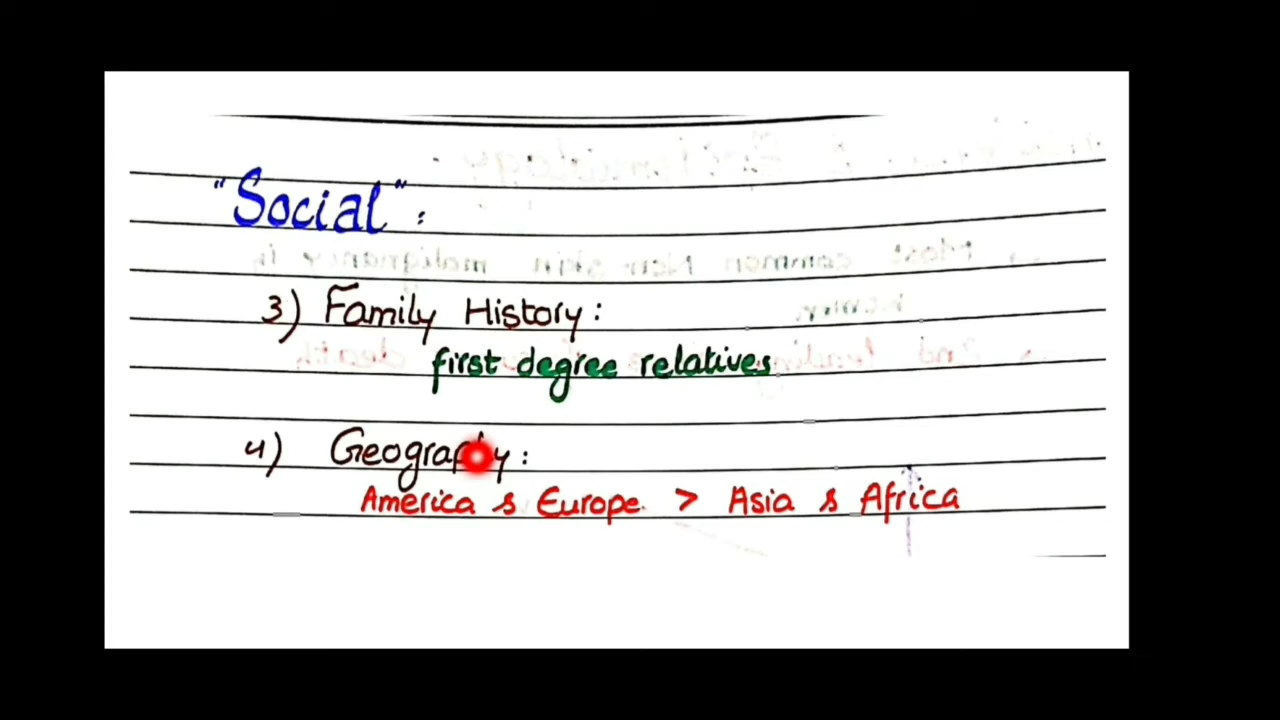 "Social":
3) Family History:
first degree relatives
4) Geography:
America & Europe > Asia & Africa